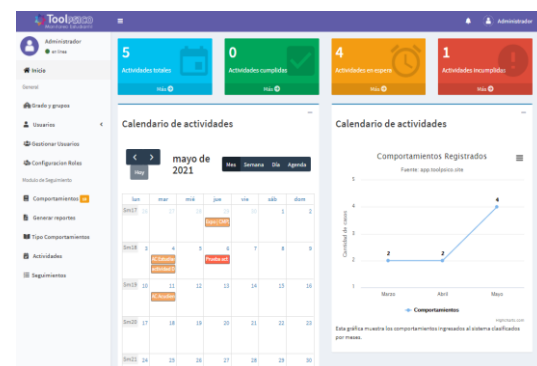 ToolPSICO
Monitoreo Estudiantil
Administrador
Administrador
en linea
Inicio
General
Grado y grupos
Usuarios
Gestionar Usuarios
Configuracion Roles
Modulo de Seguimiento
Comportamientos
Generar reportes
Tipo Comportamientos
Actividades
Seguimientos
5
Actividades totales
Más
0
Actividades cumplidas
Más
4
Actividades en espera
Más
1
Actividades incumplidas
Más
Calendario de actividades
Hoy
mayo de 2021
Mes Semana Día Agenda
lun mar mié jue vie sáb dom
Sm17 26 27 28 29 30 1 2
Sm18 3 4 5 6 7 8 9
Prueba act
Sm19 10 11 12 13 14 15 16
Sm20 17 18 19 20 21 22 23
Sm21 24 25 26 27 28 29 30
Calendario de actividades
Comportamientos Registrados
Fuente: app.toolpsico.site
Cantidad de casos
5
4
3
2
1
2
2
4
Marzo Abril Mayo
Comportamientos
Highcharts.com
Esta gráfica muestra los comportamientos ingresados al sistema clasificados
por meses.